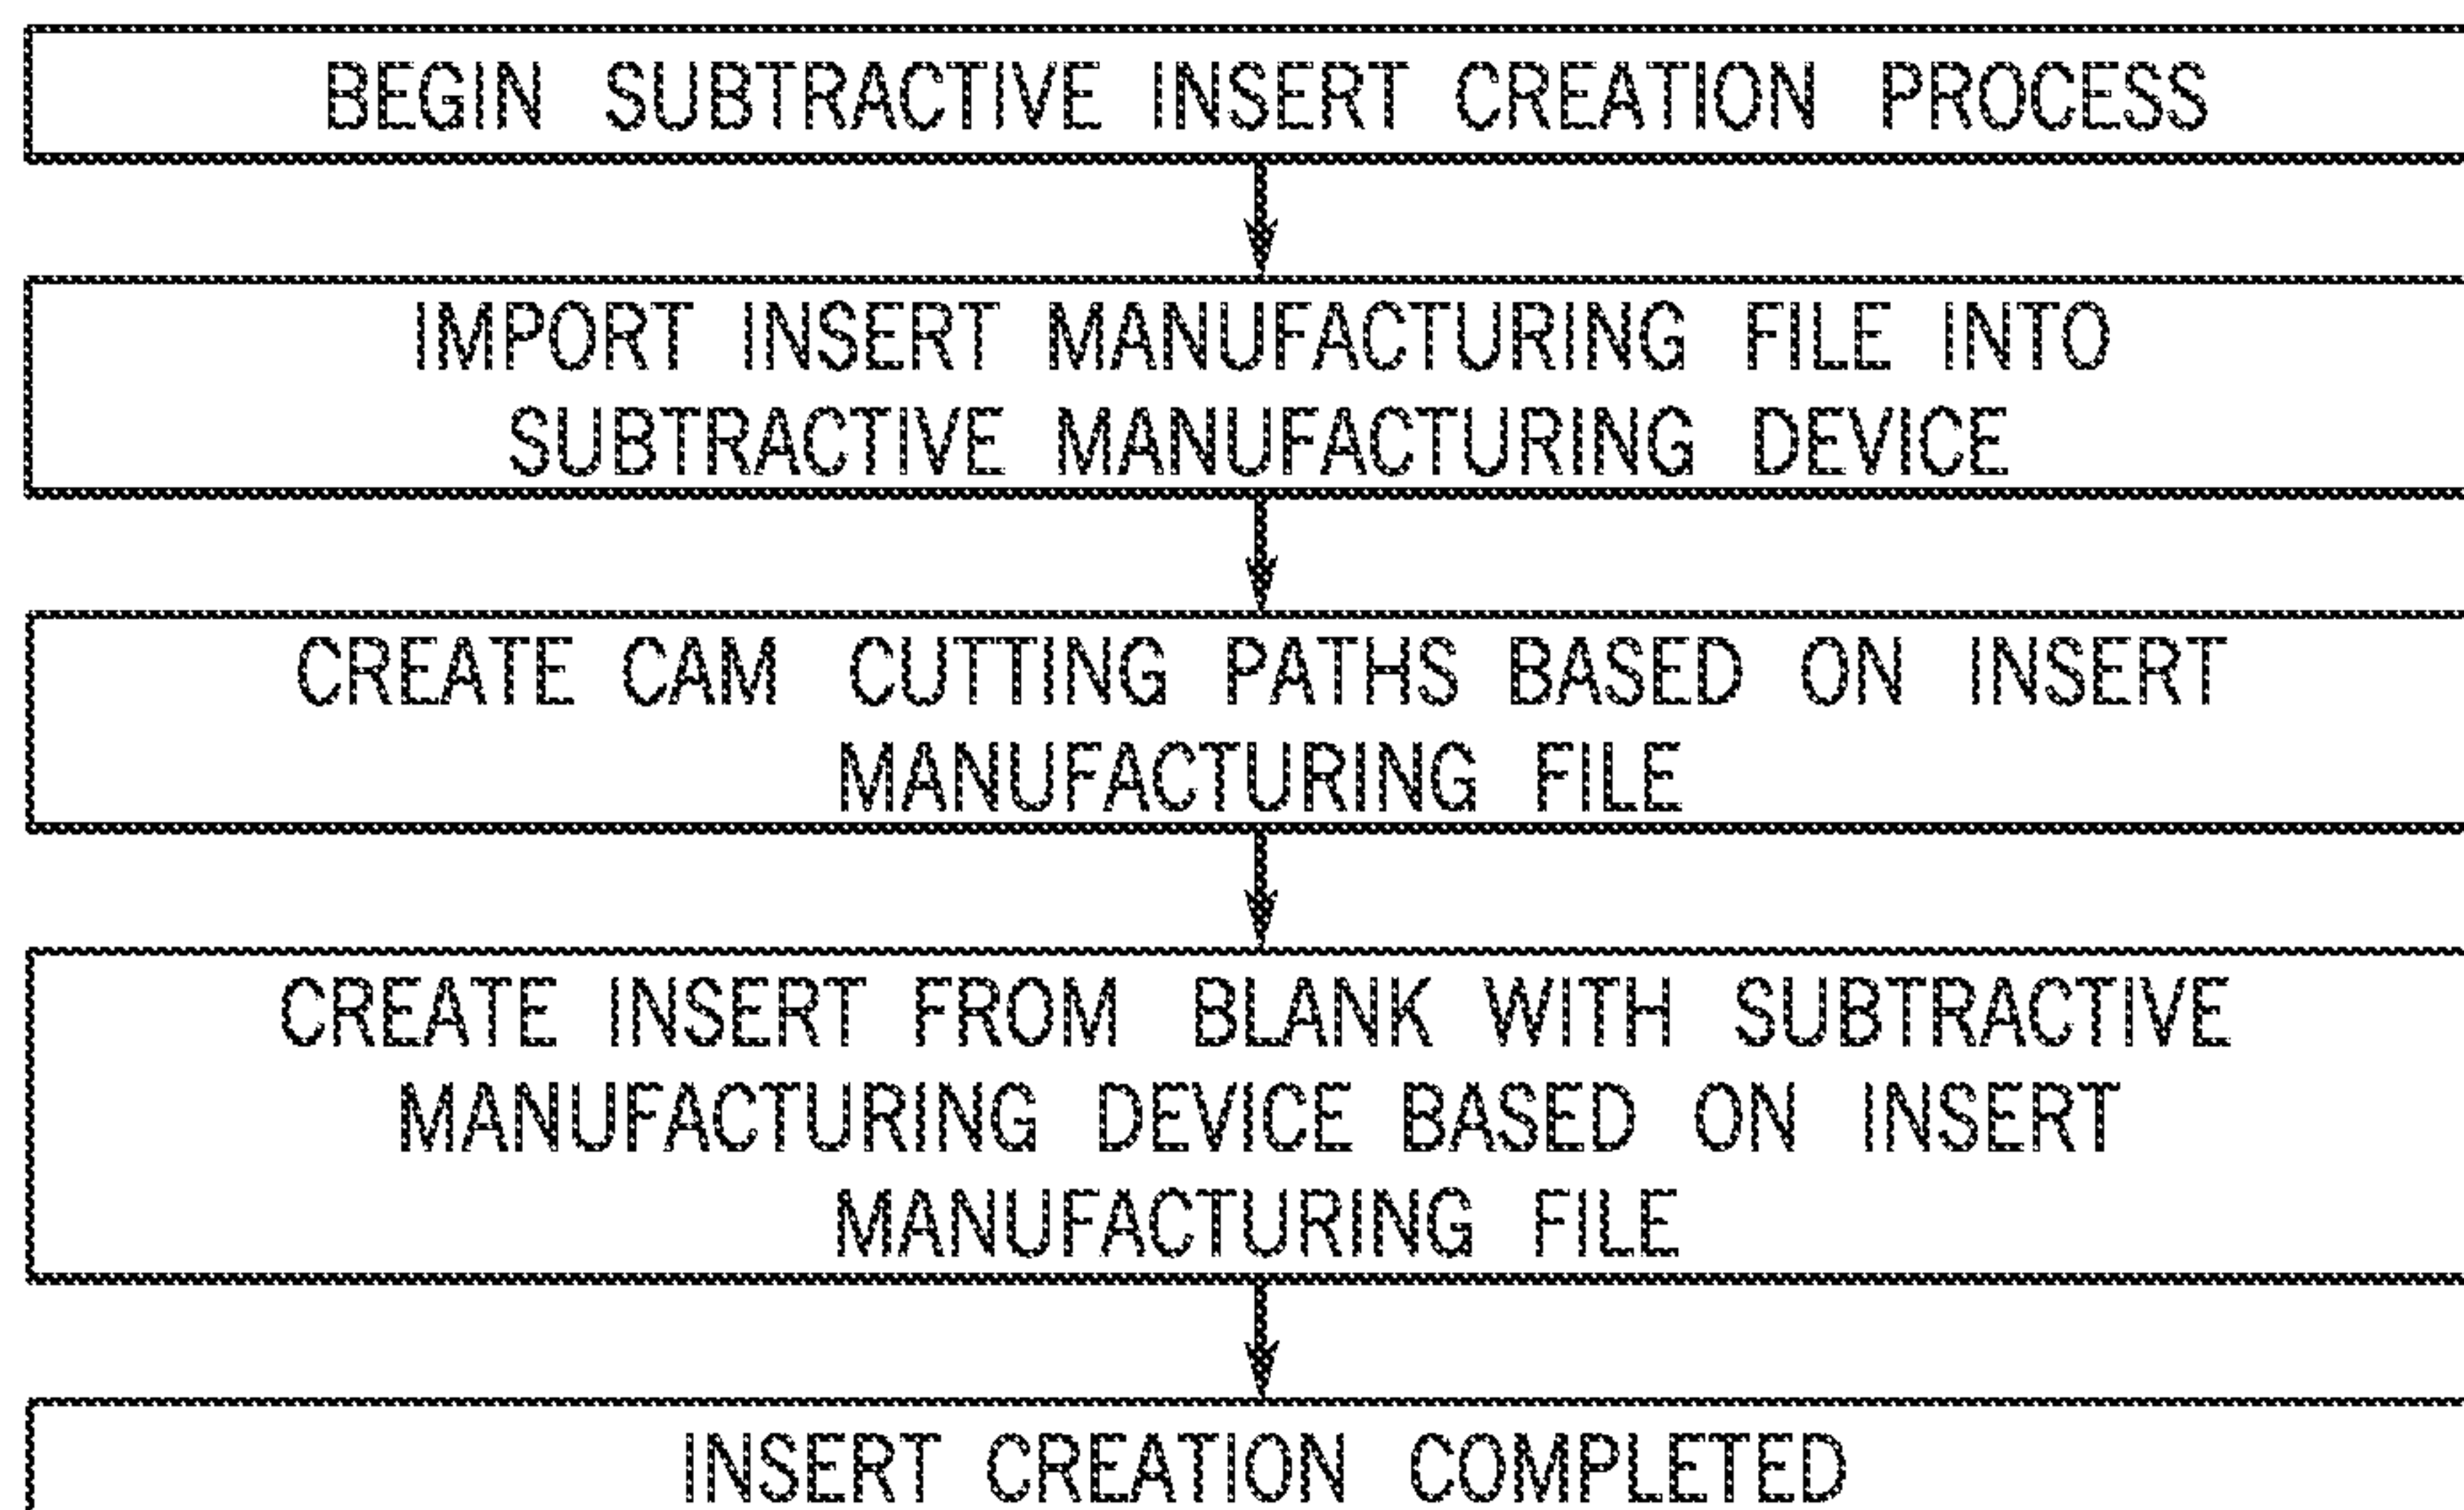 BEGIN SUBTRACTIVE INSERT CREATION PROCESS
IMPORT INSERT MANUFACTURING FILE INTO
SUBTRACTIVE MANUFACTURING DEVICE
CREATE CAM CUTTING PATHS BASED ON INSERT
MANUFACTURING FILE
CREATE INSERT FROM BLANK WITH SUBTRACTIVE
MANUFACTURING DEVICE BASED ON INSERT
MANUFACTURING FILE
INSERT CREATION COMPLETED